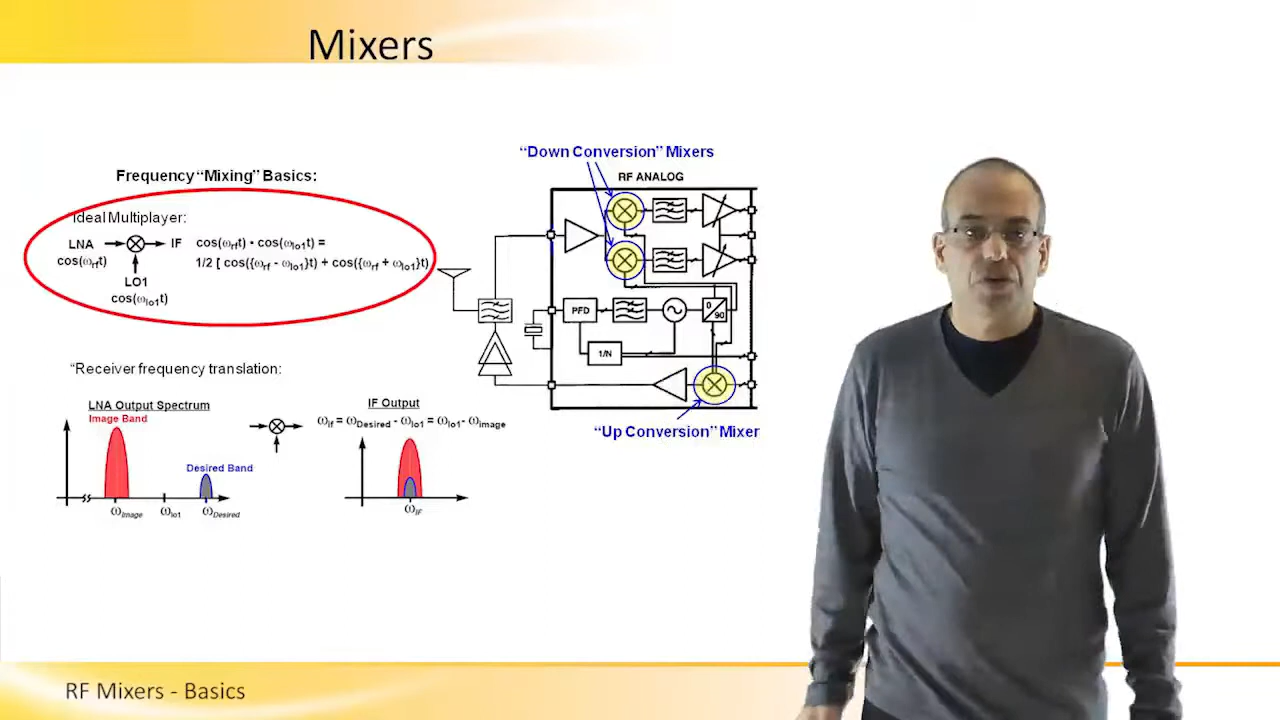 Mixers
Frequency “Mixing” Basics:
Ideal Multiplayer:
LNA
IF
cos(ωrft)
LO1
cos(ωlo1t)
cos(ωrft) • cos(ωlo1t) =
1/2 [ cos({ωrf - ωlo1}t) + cos({ωrf + ωlo1}t)
“Down Conversion” Mixers
RF ANALOG
PFD
0/90
1/N
“Up Conversion” Mixer
“Receiver frequency translation:
LNA Output Spectrum
Image Band
Desired Band
ωImage
ωlo1
ωDesired
IF Output
ωif = ωDesired - ωlo1 = ωlo1- ωimage
ωIF
RF Mixers - Basics